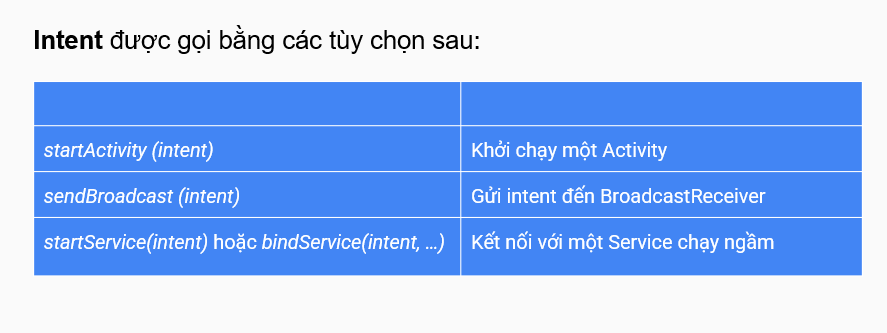 Intent được gọi bằng các tùy chọn sau:
startActivity (intent) Khởi chạy một Activity
sendBroadcast (intent) Gửi intent đến BroadcastReceiver
startService(intent) hoặc bindService(intent, …) Kết nối với một Service chạy ngầm